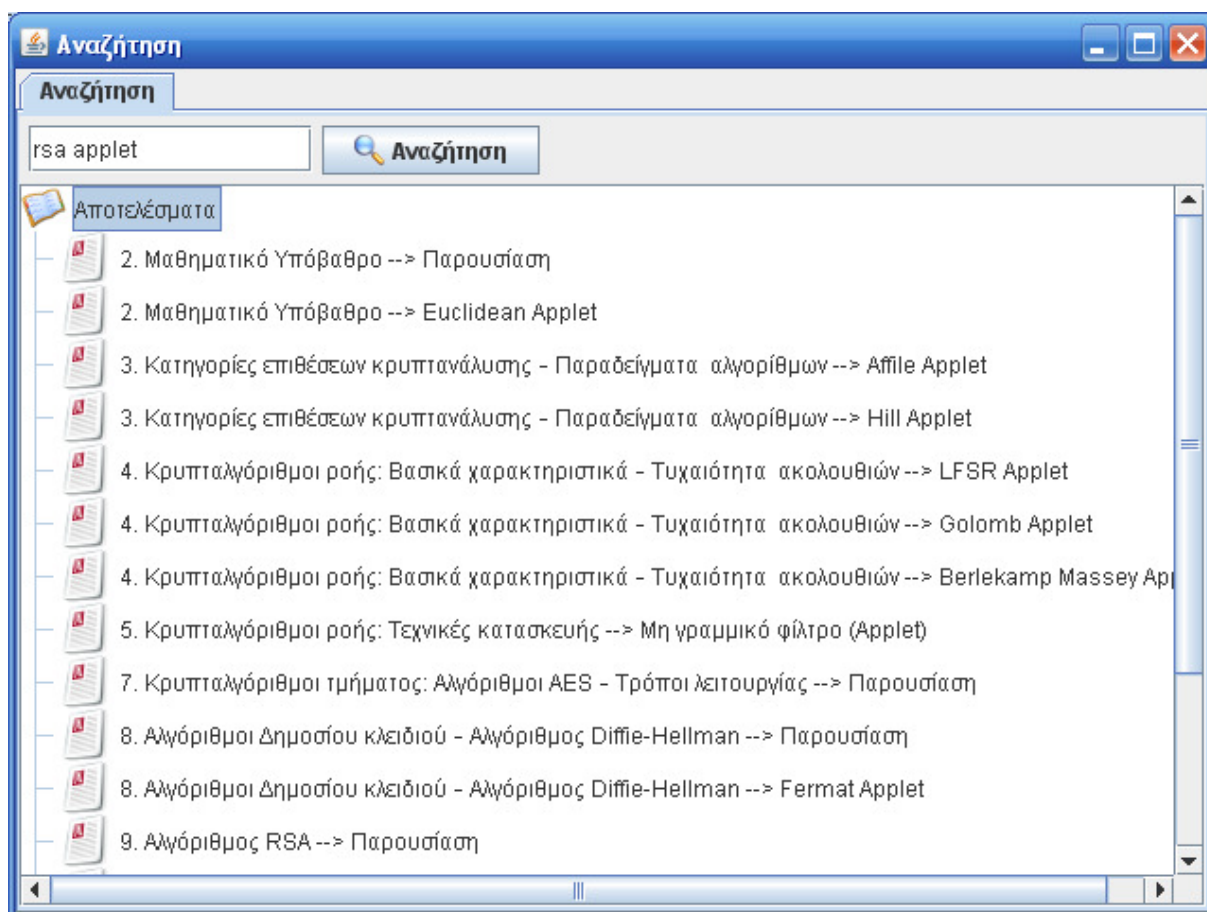 Αναζήτηση
Αναζήτηση
rsa applet Αναζήτηση
Αποτελέσματα
2. Μαθηματικό Υπόβαθρο --> Παρουσίαση
2. Μαθηματικό Υπόβαθρο --> Euclidean Applet
3. Κατηγορίες επιθέσεων κρυπτανάλυσης - Παραδείγματα αλγορίθμων --> Affile Applet
3. Κατηγορίες επιθέσεων κρυπτανάλυσης - Παραδείγματα αλγορίθμων --> Hill Applet
4. Κρυπταλγόριθμοι ροής: Βασικά χαρακτηριστικά - Τυχαιότητα ακολουθιών --> LFSR Applet
4. Κρυπταλγόριθμοι ροής: Βασικά χαρακτηριστικά - Τυχαιότητα ακολουθιών --> Golomb Applet
4. Κρυπταλγόριθμοι ροής: Βασικά χαρακτηριστικά - Τυχαιότητα ακολουθιών --> Berlekamp Massey App
5. Κρυπταλγόριθμοι ροής: Τεχνικές κατασκευής --> Μη γραμμικό φίλτρο (Applet)
7. Κρυπταλγόριθμοι τμήματος: Αλγόριθμοι AES - Τρόποι λειτουργίας --> Παρουσίαση
8. Αλγόριθμοι Δημοσίου κλειδιού - Αλγόριθμος Diffie-Hellman --> Παρουσίαση
8. Αλγόριθμοι Δημοσίου κλειδιού - Αλγόριθμος Diffie-Hellman --> Fermat Applet
9. Αλγόριθμος RSA --> Παρουσίαση